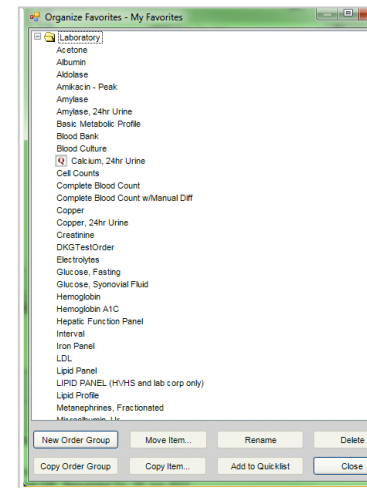 Organize Favorites - My Favorites
Laboratory
Acetone
Albumin
Aldolase
Amikacin - Peak
Amylase
Amylase, 24hr Urine
Basic Metabolic Profile
Blood Bank
Blood Culture
Q Calcium, 24hr Urine
Cell Counts
Complete Blood Count
Complete Blood Count w/Manual Diff
Copper
Copper, 24hr Urine
Creatinine
DKGTestOrder
Electrolytes
Glucose, Fasting
Glucose, Syonovial Fluid
Hemoglobin
Hemoglobin A1C
Hepatic Function Panel
Interval
Iron Panel
LDL
Lipid Panel
LIPID PANEL (HVHS and lab corp only)
Lipid Profile
Metanephrines, Fractionated
New Order Group Move Item... Rename Delete
Copy Order Group Copy Item... Add to Quicklist Close